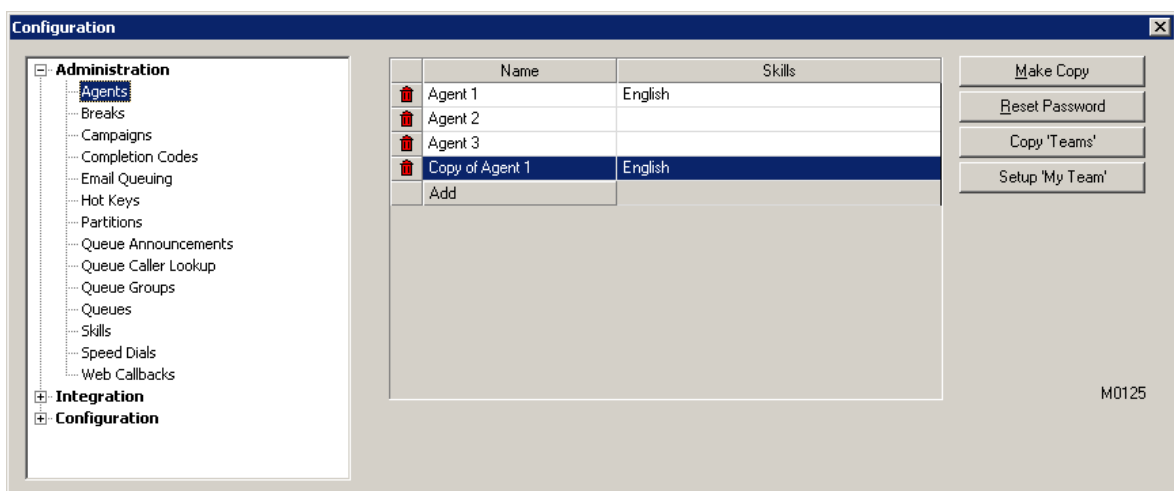 Configuration
Administration
Agents
Breaks
Campaigns
Completion Codes
Email Queuing
Hot Keys
Partitions
Queue Announcements
Queue Caller Lookup
Queue Groups
Queues
Skills
Speed Dials
Web Callbacks
Integration
Configuration
Name Skills
Agent 1 English
Agent 2
Agent 3
Copy of Agent 1 English
Add
Make Copy
Reset Password
Copy 'Teams'
Setup 'My Team'
M0125